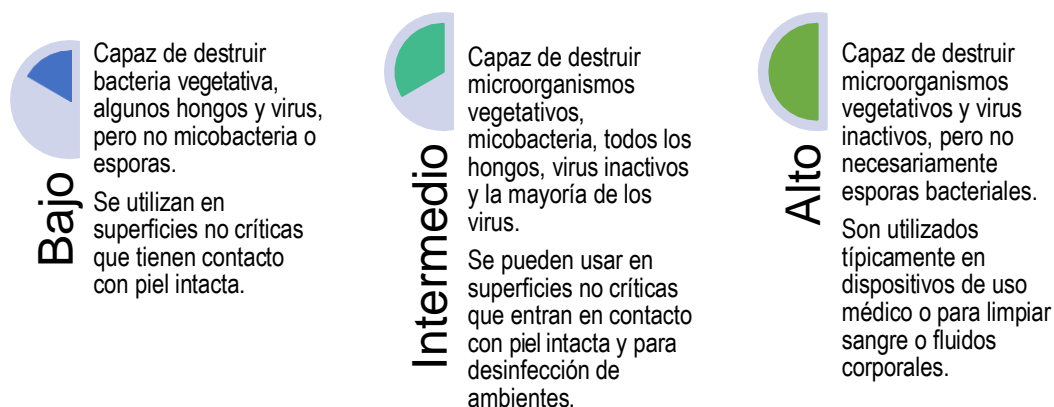 Bajo
Capaz de destruir
bacteria vegetativa,
algunos hongos y virus,
pero no micobacteria o
esporas.
Se utilizan en
superficies no críticas
que tienen contacto
con piel intacta.
Intermedio
Capaz de destruir
microorganismos
vegetativos,
micobacteria, todos los
hongos, virus inactivos
y la mayoría de los
virus.
Se pueden usar en
superficies no críticas
que entran en contacto
con piel intacta y para
desinfección de
ambientes.
Alto
Capaz de destruir
microorganismos
vegetativos y virus
inactivos, pero no
necesariamente
esporas bacteriales.
Son utilizados
típicamente en
dispositivos de uso
médico o para limpiar
sangre o fluidos
corporales.